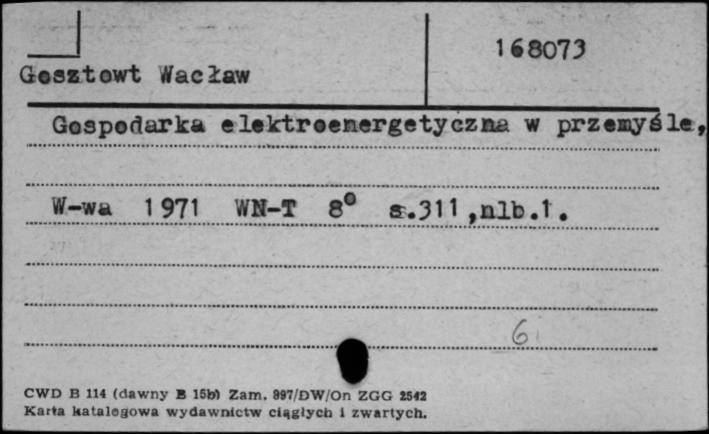 168073
Gosztowt Wacław
Gospodarka elektroenergetyczna w przemyśle,
W-wa 1971 WN-T 8° s.311,nlb.1.
6
CWD B 114 (dawny B 15b) Zam. 897/DW/On ZGG 2542
Karta katalogowa wydawnictw ciągłych i zwartych.